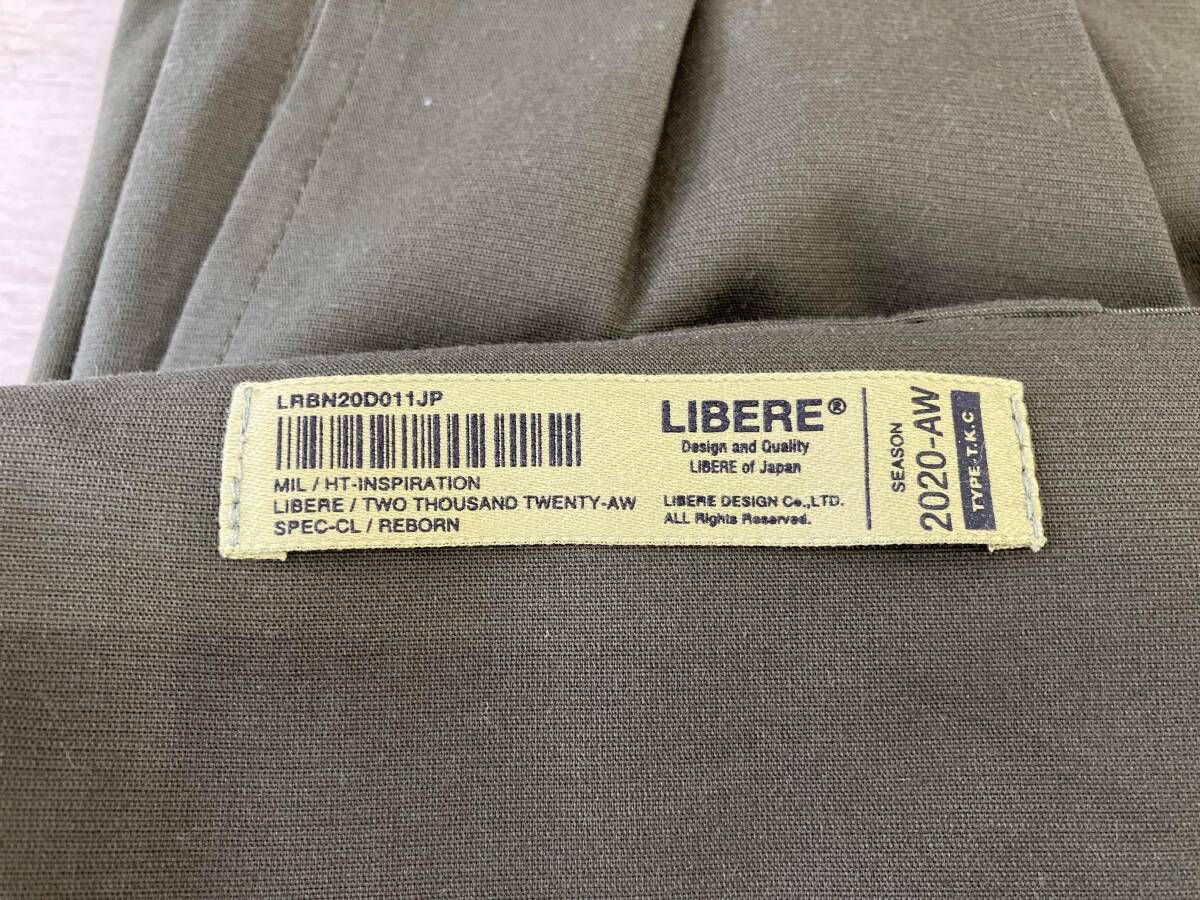 LRBN20D011JP
MIL / HT-INSPIRATION
LIBERE / TWO THOUSAND TWENTY-AW
SPEC-CL / REBORN
LIBERE®
Design and Quality
LIBERE of Japan
LIBERE DESIGN Co.,LTD.
ALL Rights Reserved.
SEASON
2020-AW
TYPE-T.K.C